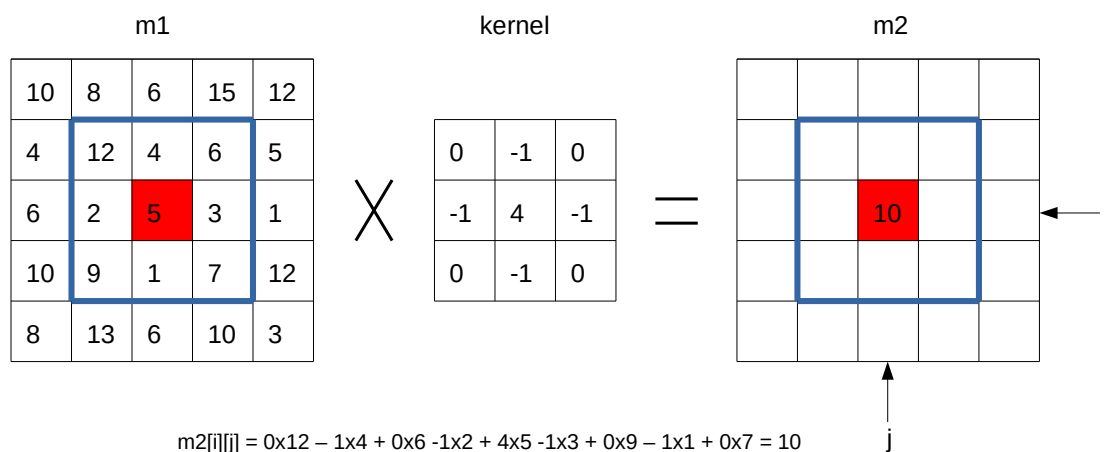 m1 kernel m2
10 8 6 15 12
4 12 4 6 5 0 -1 0
6 2 5 3 1 -1 4 -1 10
10 9 1 7 12 0 -1 0
8 13 6 10 3
m2[i][j] = 0x12 – 1x4 + 0x6 -1x2 + 4x5 -1x3 + 0x9 – 1x1 + 0x7 = 10 j